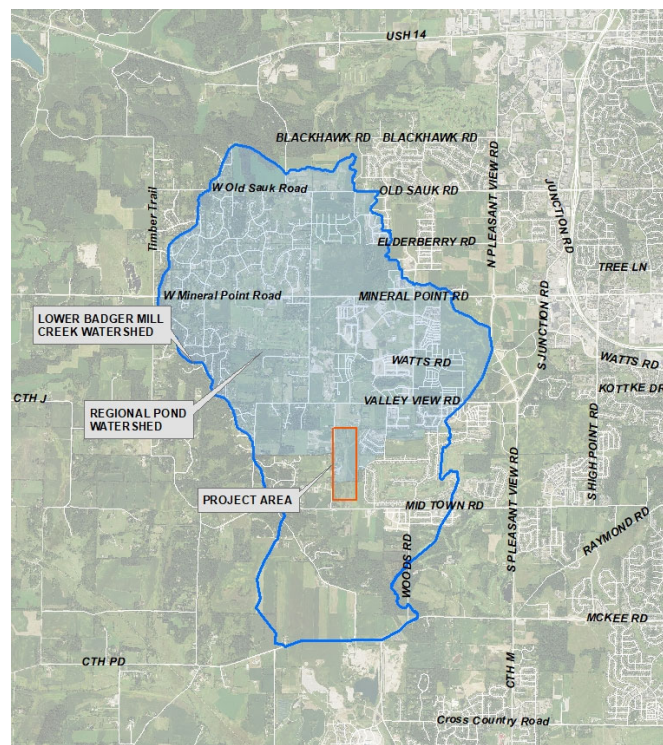 USH 14
BLACKHAWK RD
BLACKHAWK RD
N PLEASANT VIEW RD
W Old Sauk Road
OLD SAUK RD
JUNCTION RD
Timber Trail
ELDERBERRY RD
TREE LN
W Mineral Point Road
MINERAL POINT RD
S JUNCTION RD
LOWER BADGER MILL
CREEK WATERSHED
WATTS RD
WATTS RD
KOTTKE DR
CTH J
VALLEY VIEW RD
REGIONAL POND
WATERSHED
S HIGH POINT RD
PROJECT AREA
MID TOWN RD
S PLEASANT VIEW RD
RAYMOND RD
WOODS RD
MCKEE RD
CTH PD
CTH M
Cross Country Road